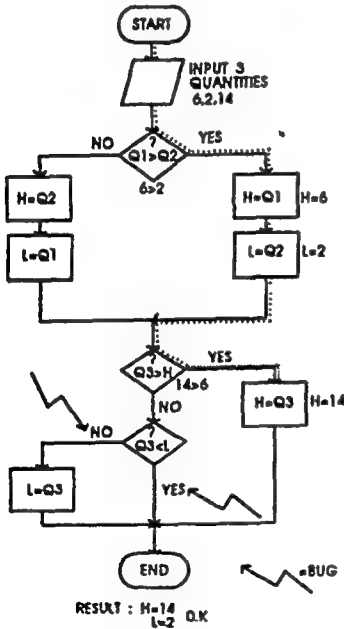 START
INPUT 3
QUANTITIES
6,2,14
NO
?
Q1>Q2
YES
6>2
H=Q2
H=Q1
H=6
L=Q1
L=Q2
L=2
?
Q3>H
YES
14>6
NO
H=Q3
H=14
NO
?
Q3<L
L=Q3
YES
END
=BUG
RESULT : H=14 O.K
L=2